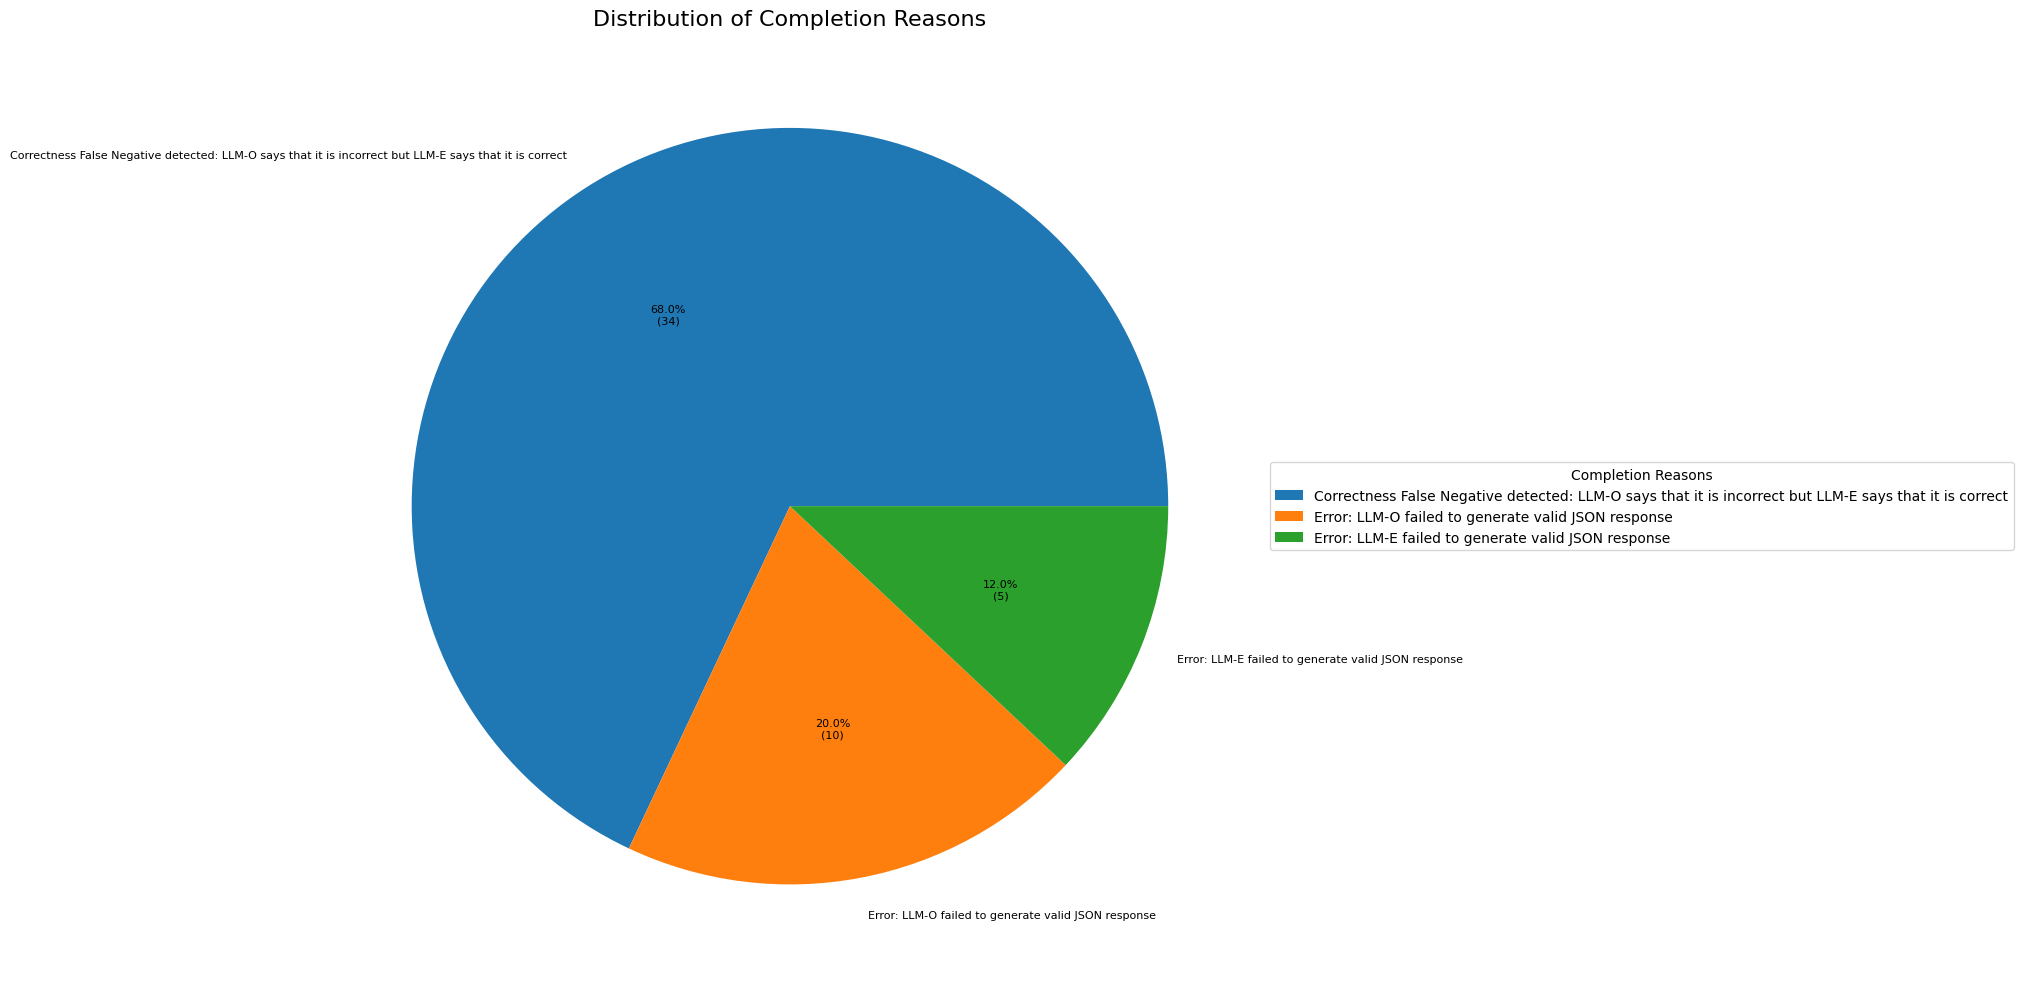 Distribution of Completion Reasons
Correctness False Negative detected: LLM-O says that it is incorrect but LLM-E says that it is correct
68.0%
(34)
Completion Reasons
Correctness False Negative detected: LLM-O says that it is incorrect but LLM-E says that it is correct
Error: LLM-O failed to generate valid JSON response
Error: LLM-E failed to generate valid JSON response
12.0%
(5)
Error: LLM-E failed to generate valid JSON response
20.0%
(10)
Error: LLM-O failed to generate valid JSON response